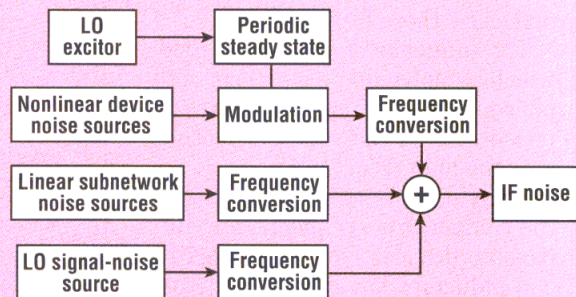 LO
excitor
Periodic
steady state
Nonlinear device
noise sources
Modulation
Frequency
conversion
Linear subnetwork
noise sources
Frequency
conversion
+
IF noise
LO signal-noise
source
Frequency
conversion